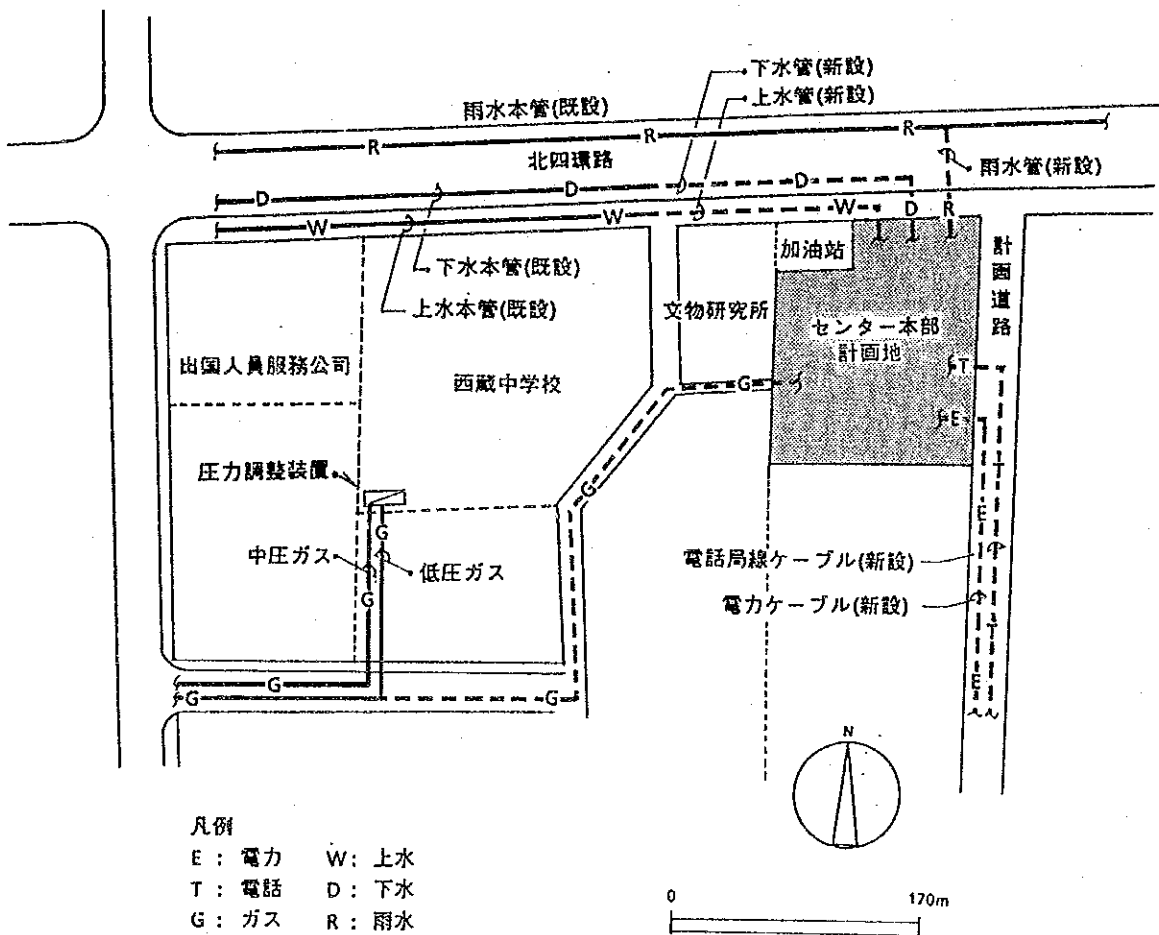 下水管(新設)
上水管(新設)
雨水本管(既設)
R
R
R
北四環路
雨水管(新設)
D
D
D
W
W
W
D
R
下水本管(既設)
上水本管(既設)
加油站
計画道路
文物研究所
センター本部
計画地
出国人員服務公司
西蔵中学校
T
G
E
圧力調整装置
G
T
G
E
中圧ガス
低圧ガス
電話局線ケーブル(新設)
G
電力ケーブル(新設)
T
G
E
G
G
N
凡例
E : 電力 W: 上水
T : 電話 D: 下水
G : ガス R: 雨水
0 170m